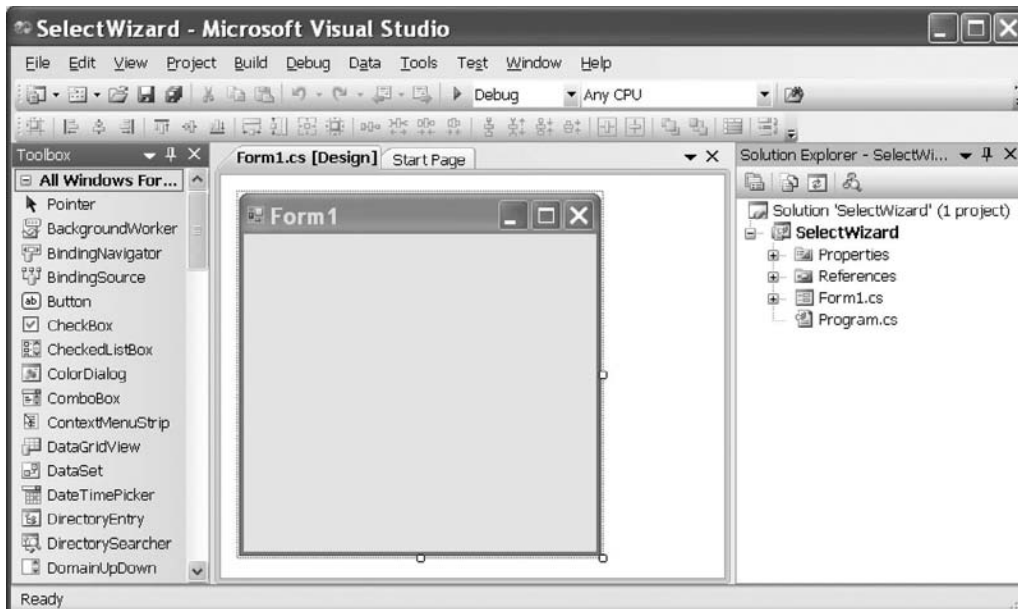 SelectWizard - Microsoft Visual Studio
File Edit View Project Build Debug Data Tools Test Window Help
Debug Any CPU
Toolbox
Form1.cs [Design] Start Page
Solution Explorer - SelectWi...
All Windows For...
Pointer
BackgroundWorker
BindingNavigator
BindingSource
ab Button
CheckBox
CheckedListBox
ColorDialog
ComboBox
ContextMenuStrip
DataGridView
DataSet
DateTimePicker
DirectoryEntry
DirectorySearcher
DomainUpDown
Form1
Solution 'SelectWizard' (1 project)
SelectWizard
Properties
References
Form1.cs
Program.cs
Ready